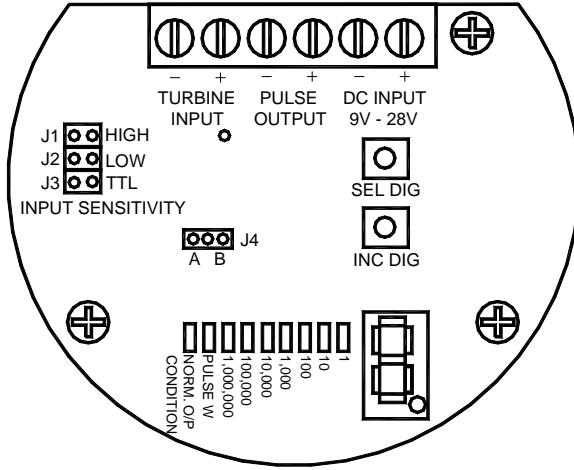 − + − + − +
TURBINE INPUT
PULSE OUTPUT
DC INPUT 9V - 28V
J1 HIGH
J2 LOW
J3 TTL
INPUT SENSITIVITY
SEL DIG
J4
A B
INC DIG
NORM. O/P CONDITION
PULSE W
1,000,000
100,000
10,000
1,000
100
10
1